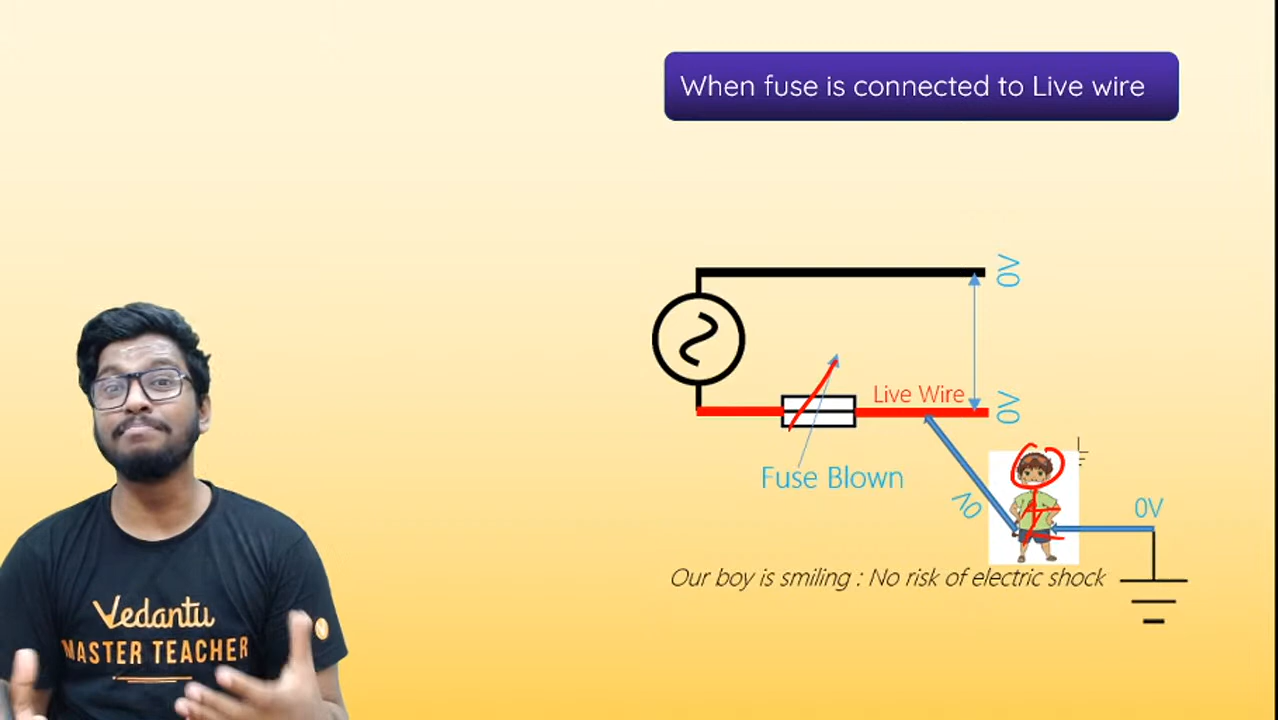 When fuse is connected to Live wire
0V
Live Wire
0V
Fuse Blown
0V
0V
Our boy is smiling : No risk of electric shock
Vedantu
MASTER TEACHER